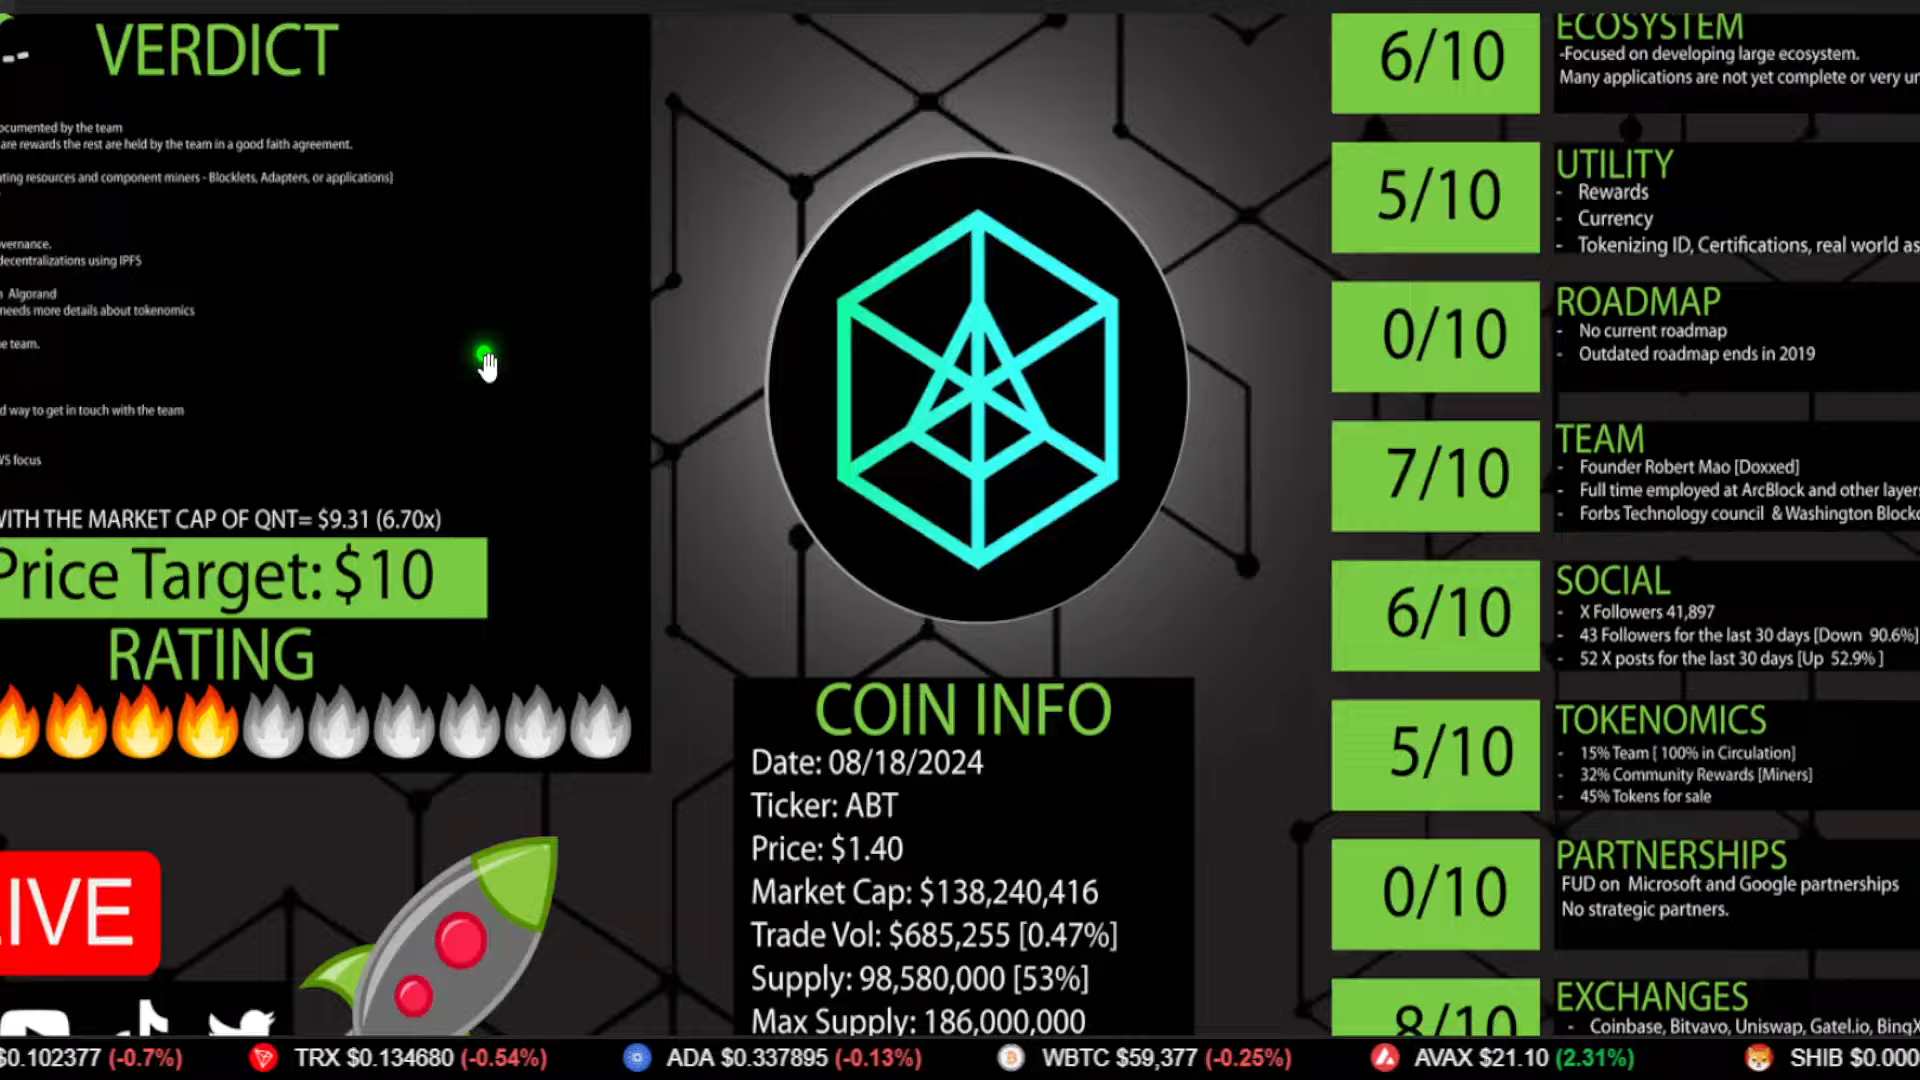 VERDICT
ocumented by the team
are rewards the rest are held by the team in a good faith agreement.
ting resources and component miners - Blocklets, Adapters, or applications]
vernance.
decentralizations using IPFS
Algorand
needs more details about tokenomics
e team.
d way to get in touch with the team
WS focus
WITH THE MARKET CAP OF QNT= $9.31 (6.70x)
Price Target: $10
RATING
LIVE
COIN INFO
Date: 08/18/2024
Ticker: ABT
Price: $1.40
Market Cap: $138,240,416
Trade Vol: $685,255 [0.47%]
Supply: 98,580,000 [53%]
Max Supply: 186,000,000
6/10
ECOSYSTEM
-Focused on developing large ecosystem.
Many applications are not yet complete or very un
5/10
UTILITY
- Rewards
- Currency
- Tokenizing ID, Certifications, real world as
0/10
ROADMAP
- No current roadmap
- Outdated roadmap ends in 2019
7/10
TEAM
- Founder Robert Mao [Doxxed]
- Full time employed at ArcBlock and other layers
- Forbs Technology council & Washington Blockc
6/10
SOCIAL
- X Followers 41,897
- 43 Followers for the last 30 days [Down 90.6%]
- 52 X posts for the last 30 days [Up 52.9% ]
5/10
TOKENOMICS
- 15% Team [ 100% in Circulation]
- 32% Community Rewards [Miners]
- 45% Tokens for sale
0/10
PARTNERSHIPS
FUD on Microsoft and Google partnerships
No strategic partners.
8/10
EXCHANGES
- Coinbase, Bitvavo, Uniswap, Gatel.io, BingX
$0.102377 (-0.7%) TRX $0.134680 (-0.54%) ADA $0.337895 (-0.13%) WBTC $59,377 (-0.25%) AVAX $21.10 (2.31%) SHIB $0.000